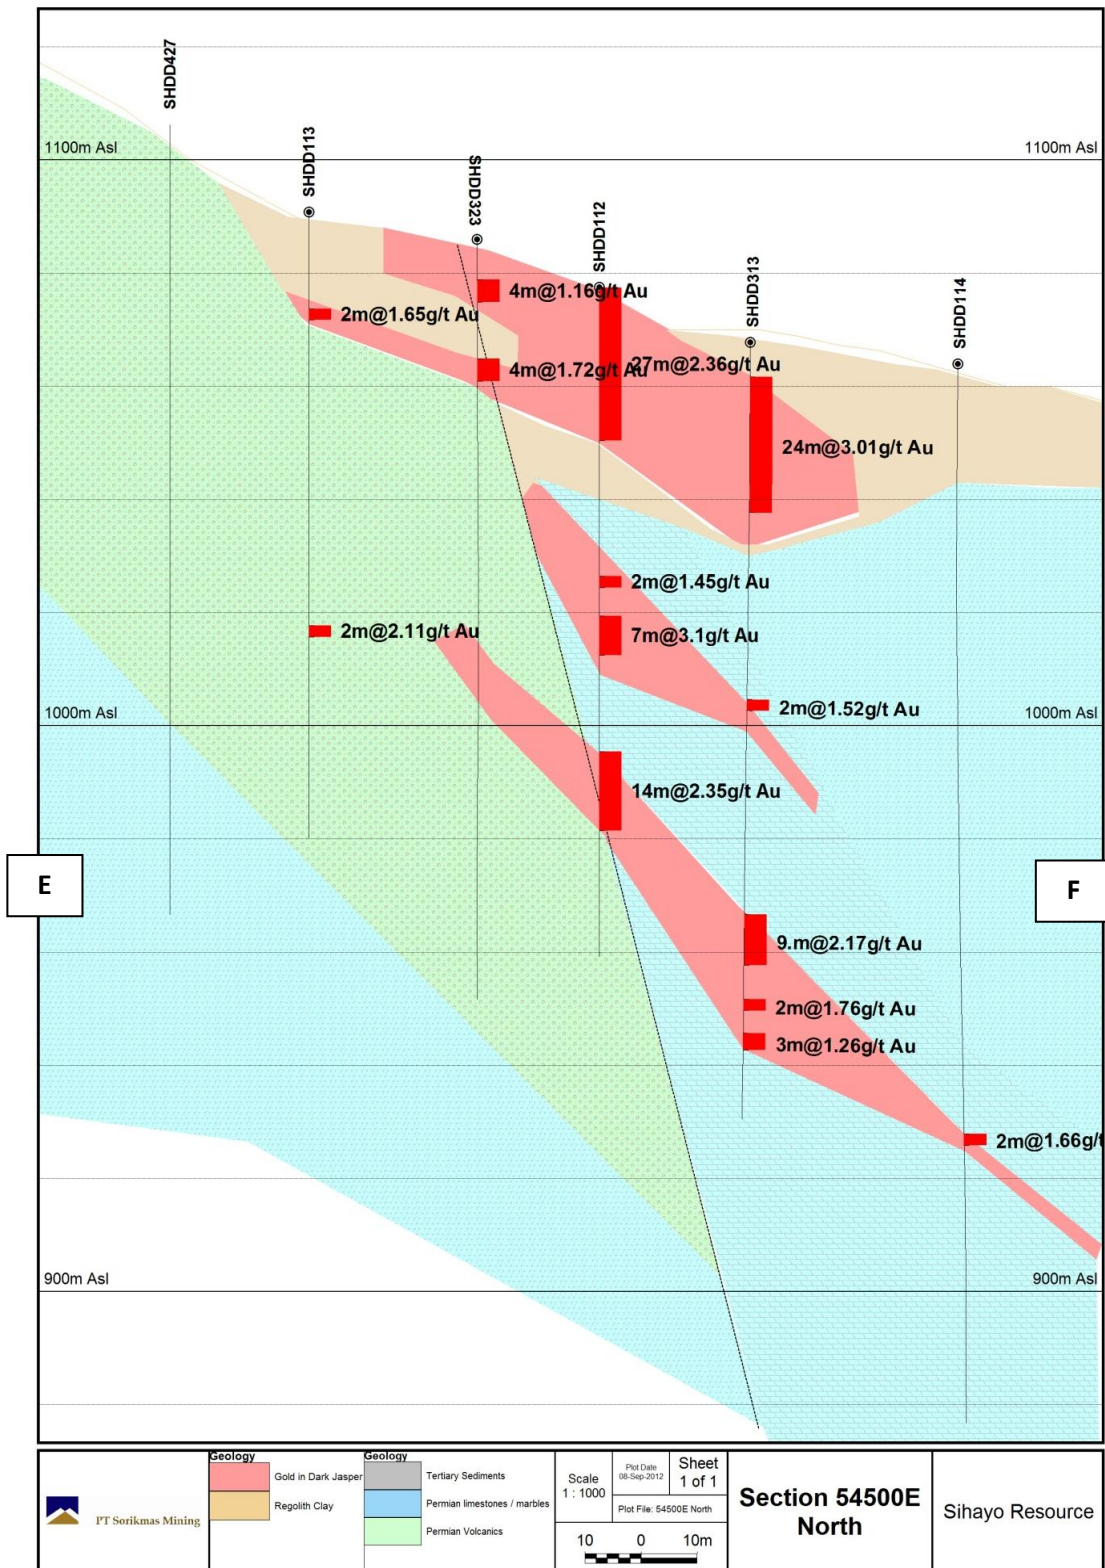 SHDD427
SHDD113
SHDD323
SHDD112
SHDD313
SHDD114
1100m Asl
1100m Asl
4m@1.16g/t Au
2m@1.65g/t Au
4m@1.72g/t Au
27m@2.36g/t Au
24m@3.01g/t Au
2m@1.45g/t Au
2m@2.11g/t Au
7m@3.1g/t Au
1000m Asl
2m@1.52g/t Au
1000m Asl
14m@2.35g/t Au
E
F
9.m@2.17g/t Au
2m@1.76g/t Au
3m@1.26g/t Au
2m@1.66g/t
900m Asl
900m Asl
PT Sorikmas Mining
Geology
Gold in Dark Jasper
Regolith Clay
Geology
Tertiary Sediments
Permian limestones / marbles
Permian Volcanics
Scale
1 : 1000
Plot Date
08-Sep-2012
Sheet
1 of 1
Plot File: 54500E North
10 0 10m
Section 54500E
North
Sihayo Resource